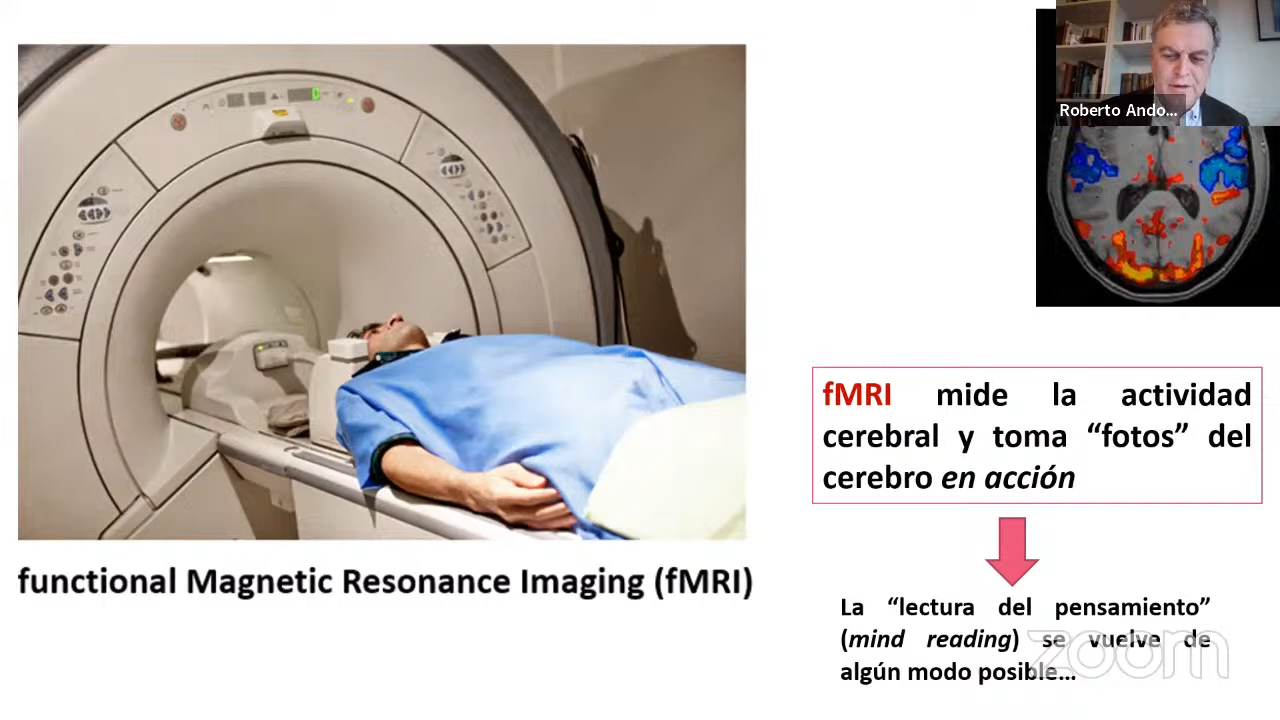 Roberto Ando...
functional Magnetic Resonance Imaging (fMRI)
fMRI mide la actividad
cerebral y toma “fotos” del
cerebro en acción
La “lectura del pensamiento”
(mind reading) se vuelve de
algún modo posible...
zoom